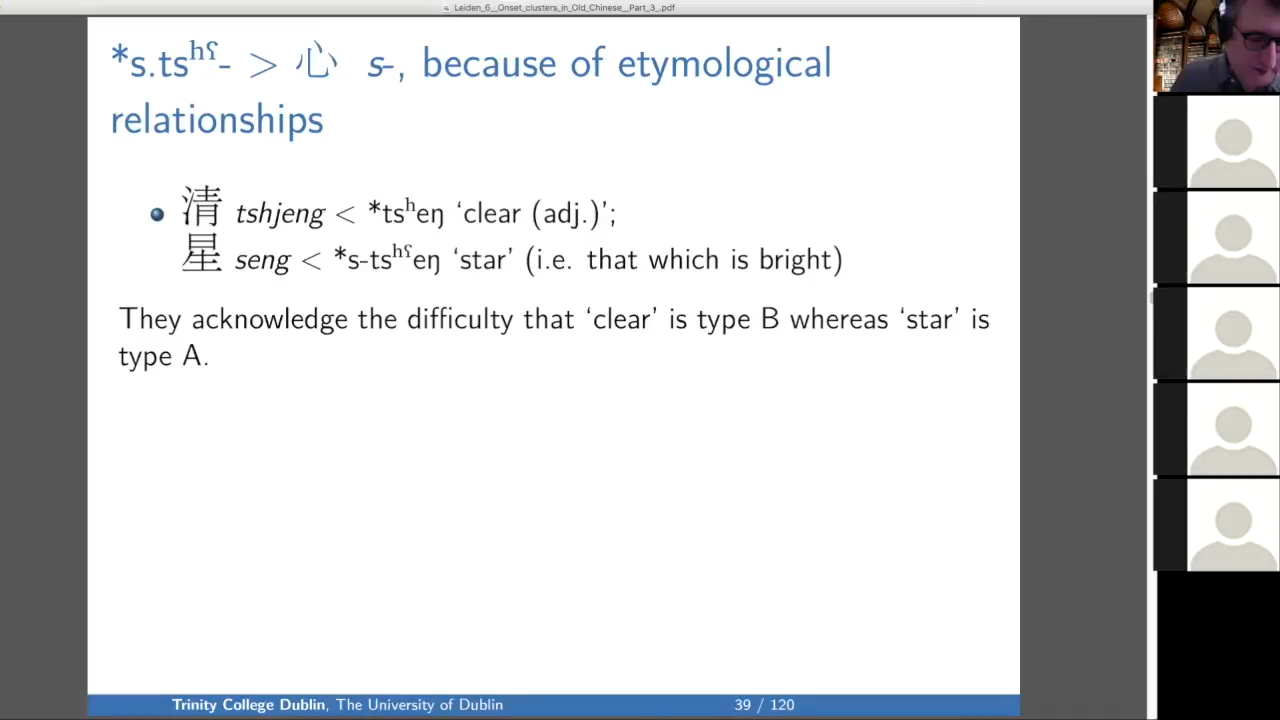 Leiden_6__Onset_clusters_in_Old_Chinese__Part_3_.pdf
*s.tsʰˤ- > 心 s-, because of etymological
relationships
清 tshjeng < *tsʰeŋ ‘clear (adj.)’;
星 seng < *s-tsʰˤeŋ ‘star’ (i.e. that which is bright)
They acknowledge the difficulty that ‘clear’ is type B whereas ‘star’ is
type A.
Trinity College Dublin, The University of Dublin 39 / 120